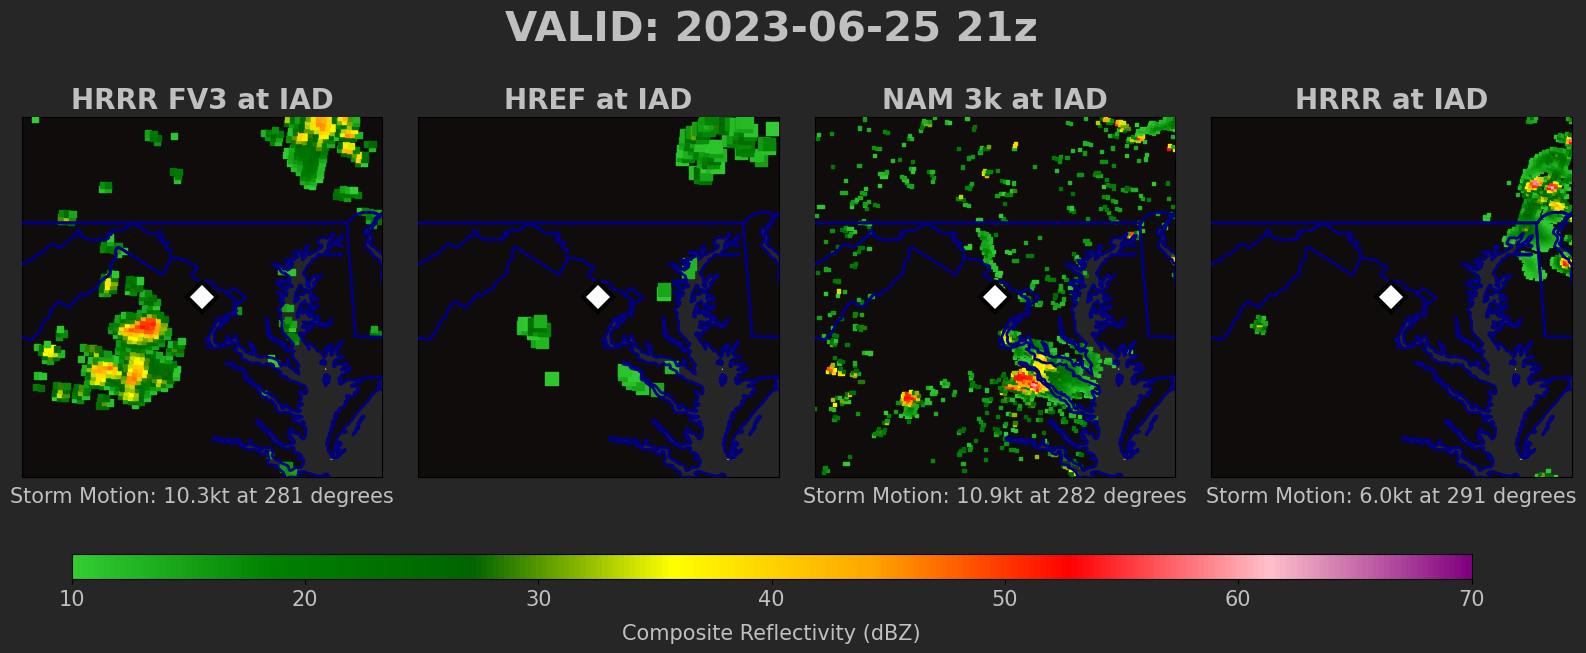 VALID: 2023-06-25 21z
HRRR FV3 at IAD
HREF at IAD
NAM 3k at IAD
HRRR at IAD
Storm Motion: 10.3kt at 281 degrees
Storm Motion: 10.9kt at 282 degrees
Storm Motion: 6.0kt at 291 degrees
10 20 30 40 50 60 70
Composite Reflectivity (dBZ)